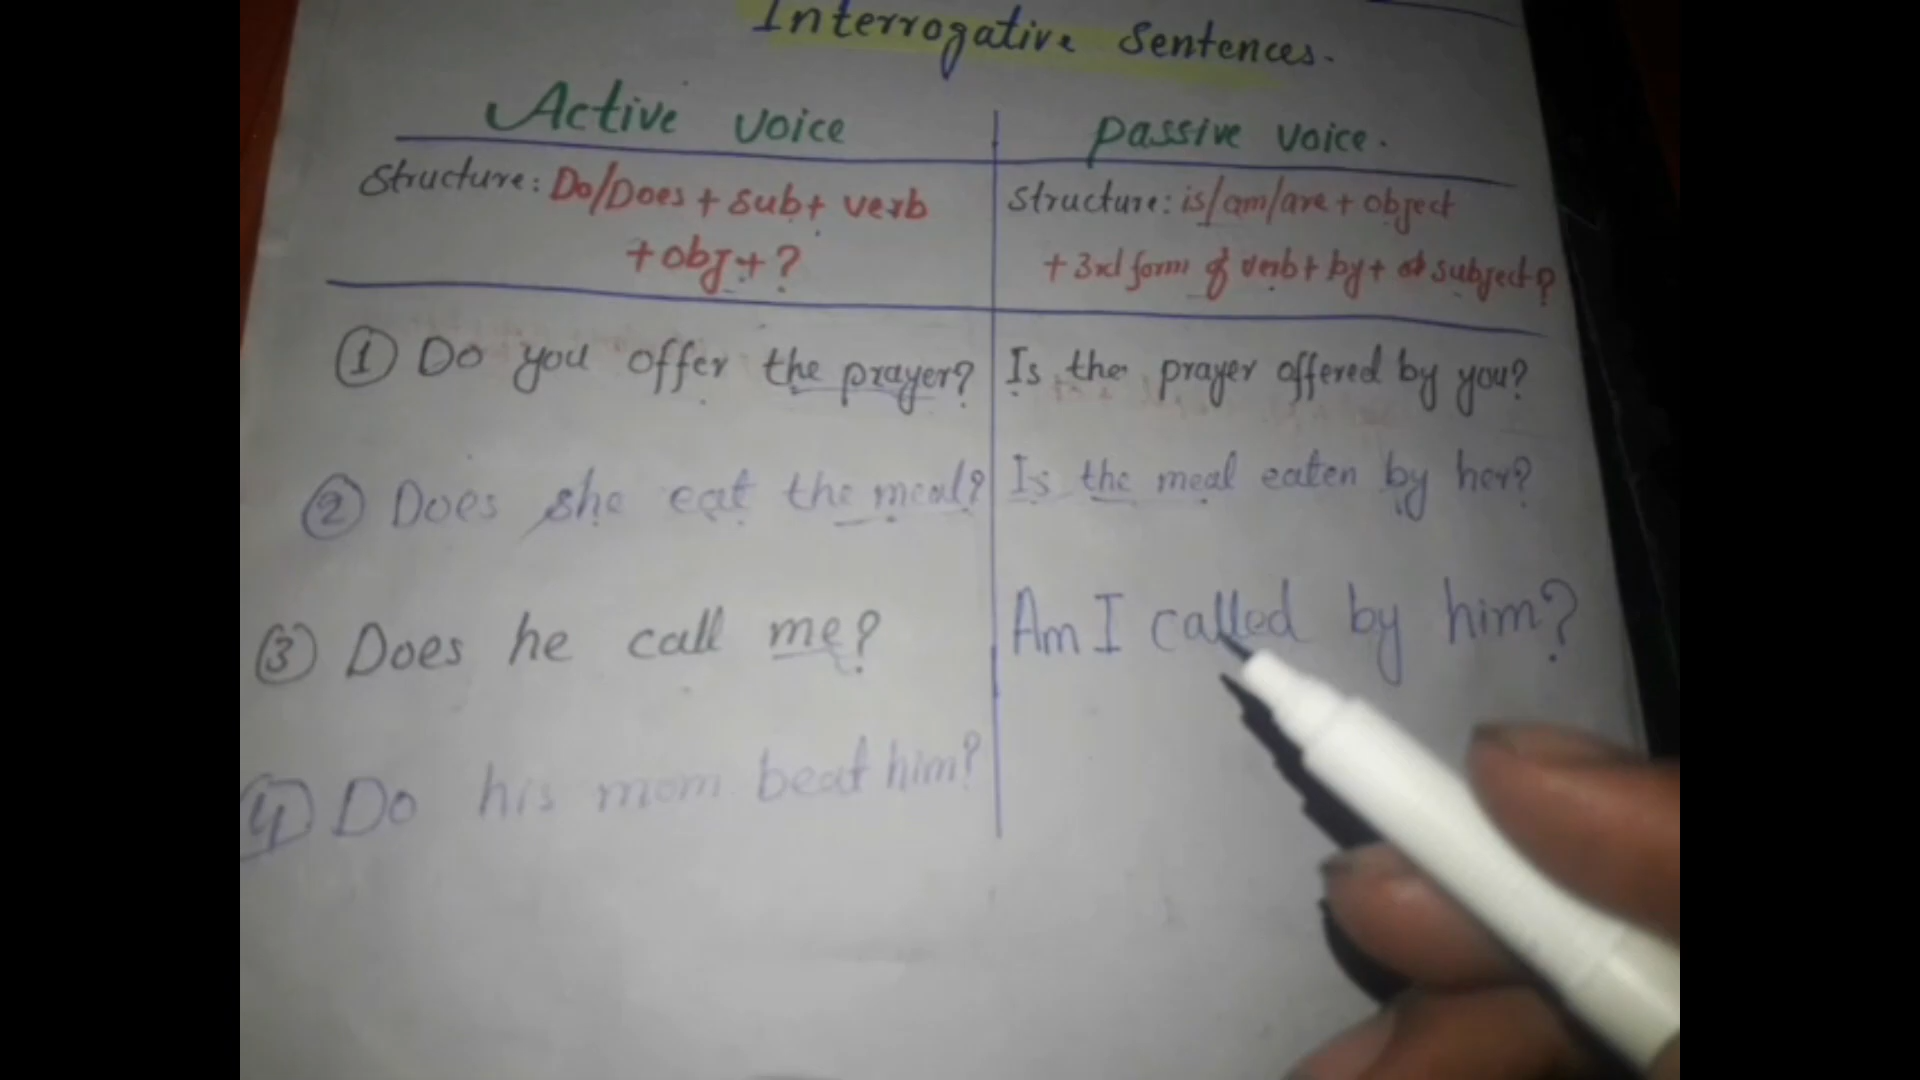 Interrogative Sentences.
Active voice
passive voice.
Structure: Do/Does + sub + verb
+ obj + ?
Structure: is/am/are + object
+ 3rd form of verb + by + subject?
① Do you offer the prayer?
Is the prayer offered by you?
② Does she eat the meal?
Is the meal eaten by her?
③ Does he call me?
Am I called by him?
④ Do his mom beat him?